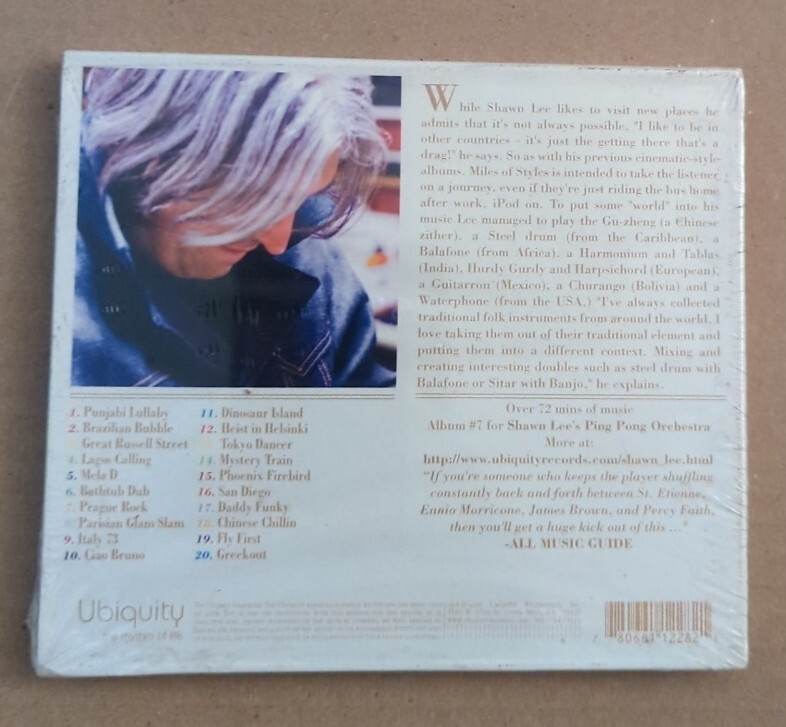 While Shawn Lee likes to visit new places he
admits that it's not always possible, "I like to be in
other countries - it's just the getting there that's a
drag!" he says. So as with his previous cinematic-style
albums, Miles of Styles is intended to take the listener
on a journey, even if they're just riding the bus home
after work, iPod on. To put some "world" into his
music Lee managed to play the Gu-zheng (a Chinese
zither), a Steel drum (from the Caribbean), a
Balafone (from Africa), a Harmonium and Tablas
(India), Hurdy Gurdy and Harpsichord (European),
a Guitarron (Mexico), a Churango (Bolivia) and a
Waterphone (from the USA.) "I've always collected
traditional folk instruments from around the world. I
love taking them out of their traditional element and
putting them into a different context. Mixing and
creating interesting doubles such as steel drum with
Balafone or Sitar with Banjo," he explains.
1. Punjabi Lullaby
2. Brazilian Bubble
Great Russell Street
4. Lagos Calling
5. Mela D
6. Bathtub Dub
7. Prague Rock
8. Parisian Glam Slam
9. Italy 73
10. Ciao Bruno
11. Dinosaur Island
12. Heist in Helsinki
Tokyo Dancer
14. Mystery Train
15. Phoenix Firebird
16. San Diego
17. Daddy Funky
18. Chinese Chillin
19. Fly First
20. Greekout
Over 72 mins of music
Album #7 for Shawn Lee's Ping Pong Orchestra
More at:
http://www.ubiquityrecords.com/shawn_lee.html
"If you're someone who keeps the player shuffling
constantly back and forth between St. Etienne,
Ennio Morricone, James Brown, and Percy Faith,
then you'll get a huge kick out of this ..."
-ALL MUSIC GUIDE
Ubiquity
rhythm of life
7 80661 12282 1